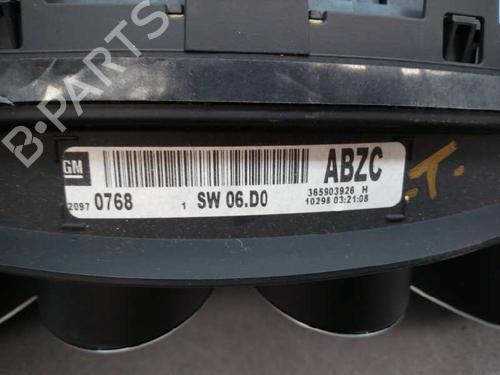 B-PARTS
GM ABZC
365903926 H
2097 0768 1 SW 06.D0 10298 03:21:08
.T.